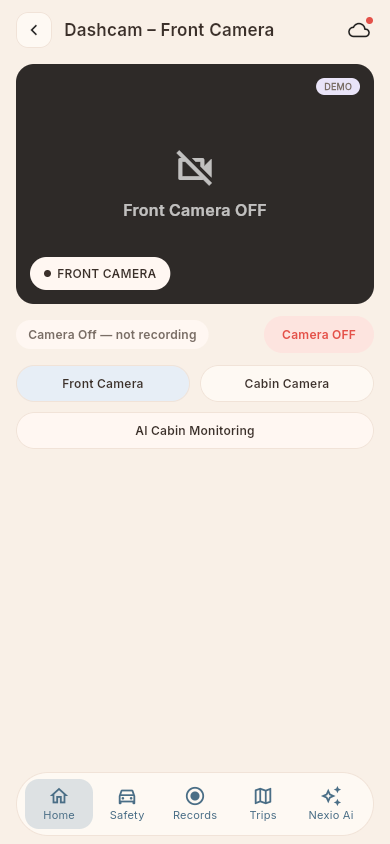 Dashcam – Front Camera
DEMO
Front Camera OFF
FRONT CAMERA
Camera Off — not recording
Camera OFF
Front Camera
Cabin Camera
AI Cabin Monitoring
Home
Safety
Records
Trips
Nexio Ai